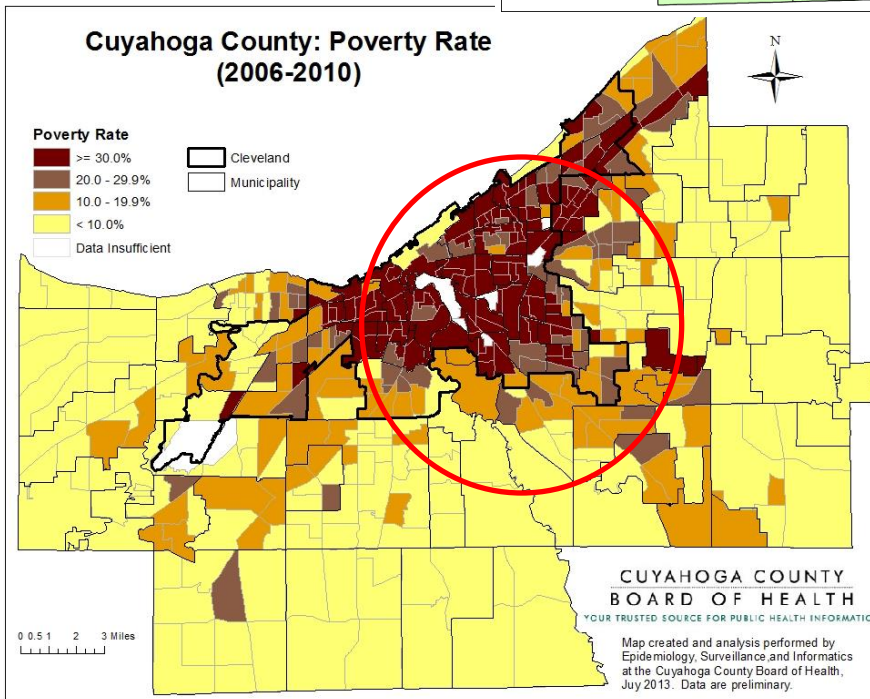 Cuyahoga County: Poverty Rate
(2006-2010)
N
Poverty Rate
>= 30.0%
20.0 - 29.9%
10.0 - 19.9%
< 10.0%
Data Insufficient
Cleveland
Municipality
0 0.5 1 2 3 Miles
CUYAHOGA COUNTY
BOARD OF HEALTH
YOUR TRUSTED SOURCE FOR PUBLIC HEALTH INFORMATIO
Map created and analysis performed by
Epidemiology, Surveillance,and Informatics
at the Cuyahoga County Board of Health,
Juy 2013. Data are preliminary.